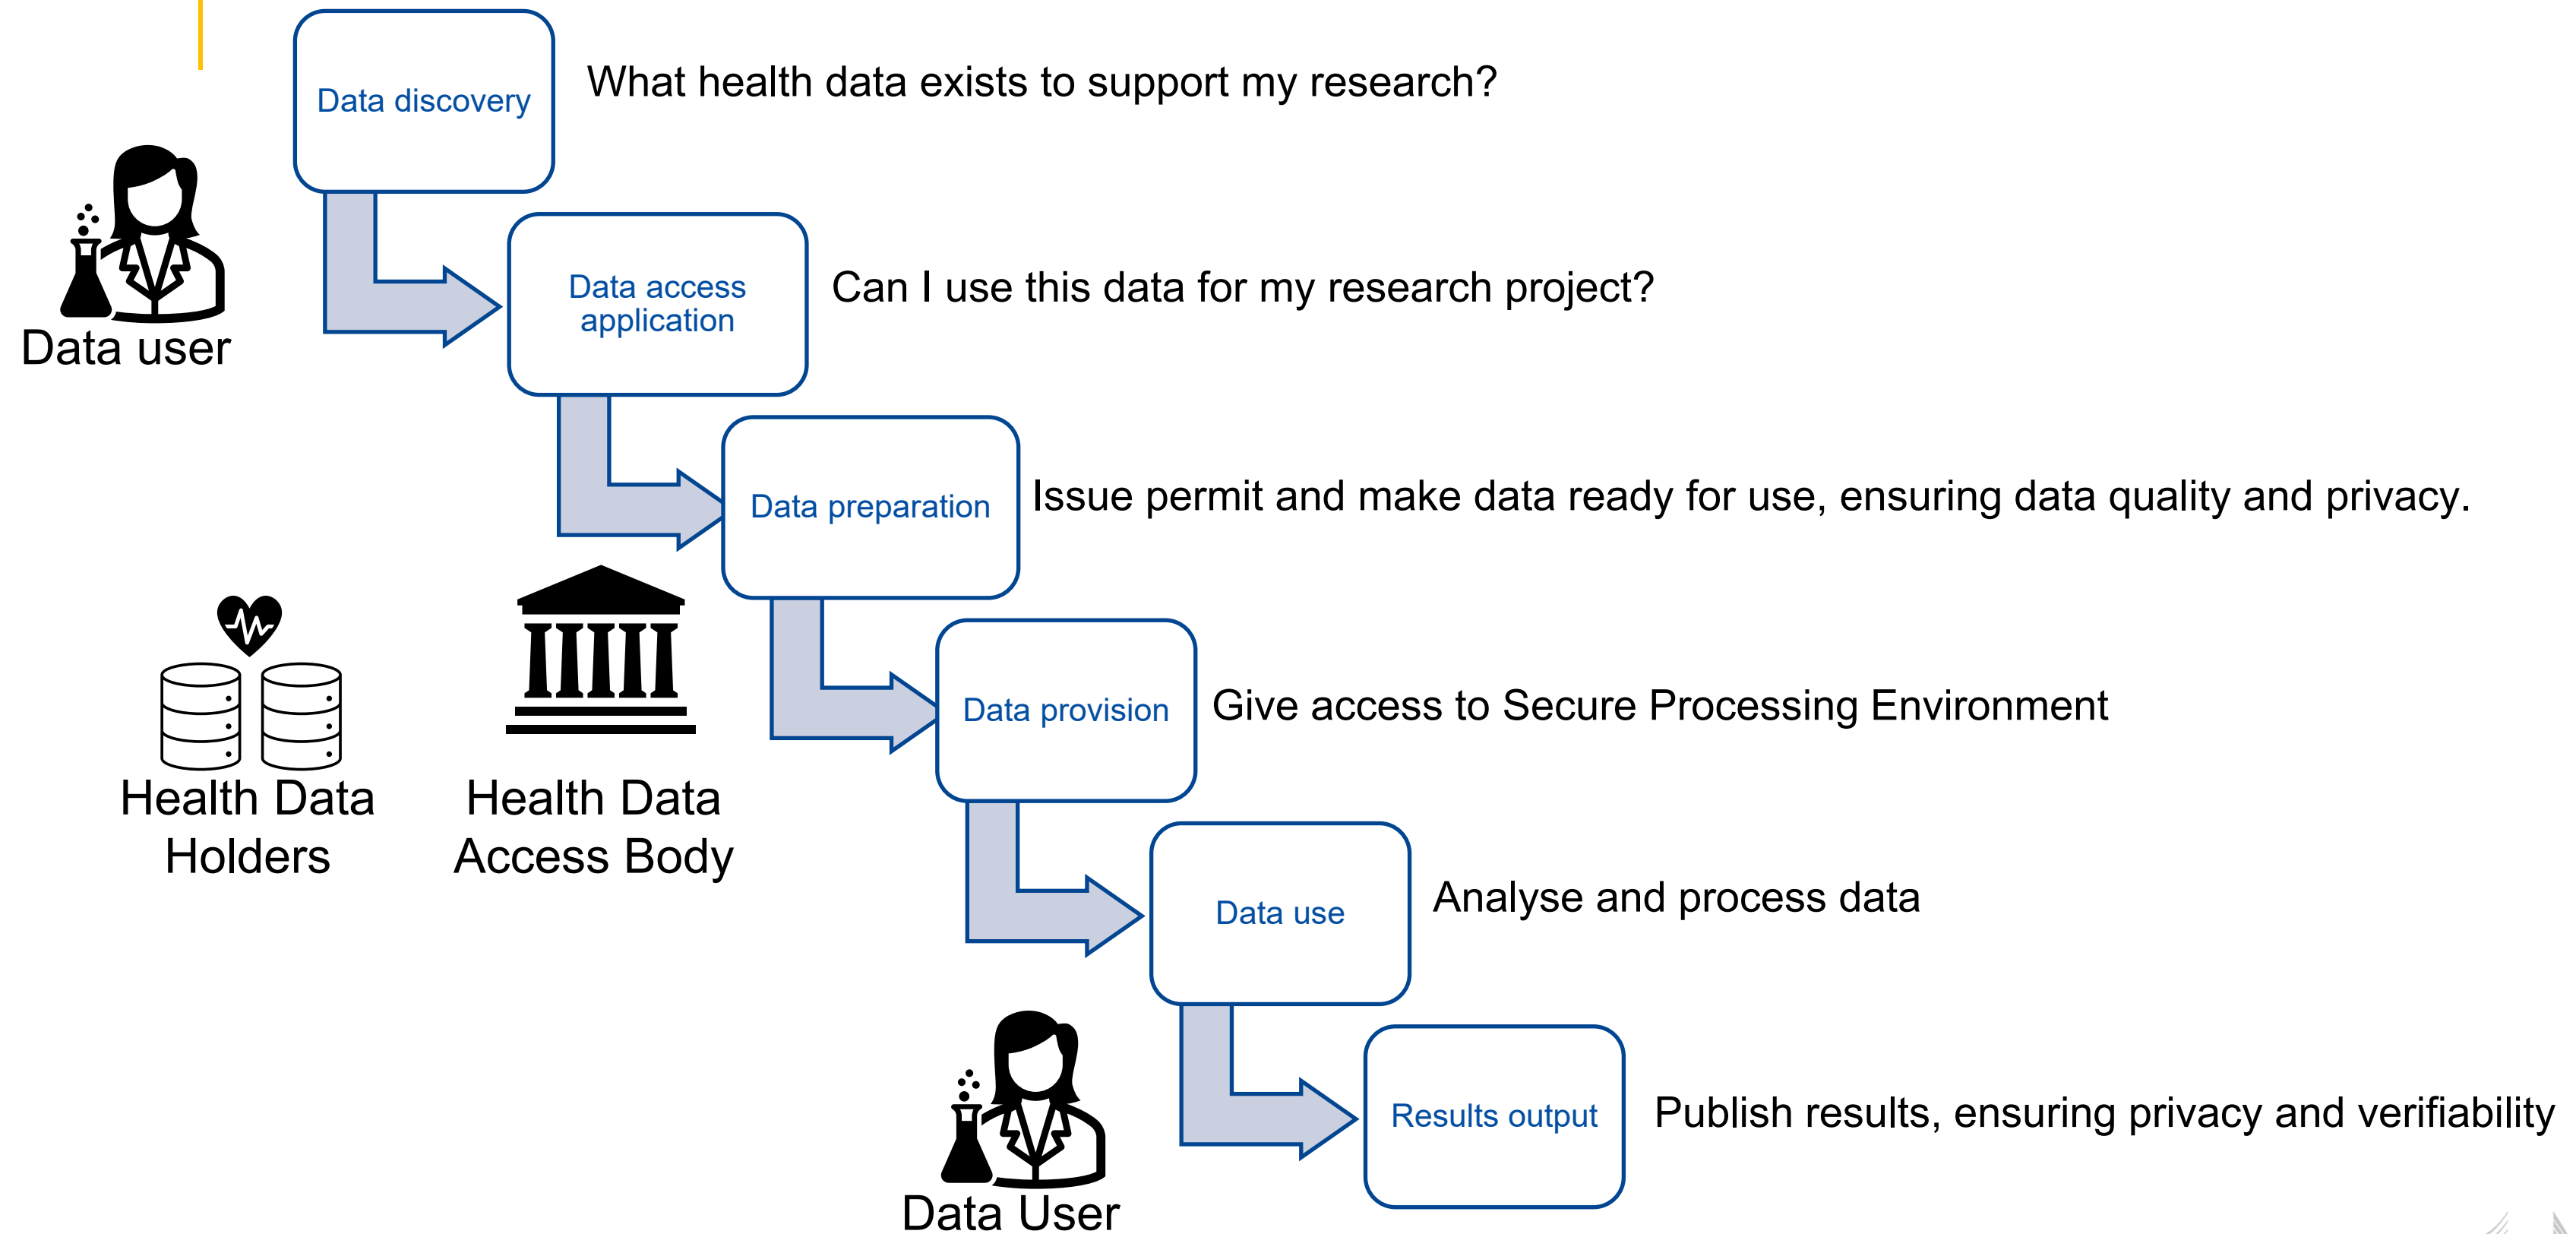 Data discovery
What health data exists to support my research?
Data user
Data access
application
Can I use this data for my research project?
Data preparation
Issue permit and make data ready for use, ensuring data quality and privacy.
Health Data
Holders
Health Data
Access Body
Data provision
Give access to Secure Processing Environment
Data use
Analyse and process data
Data User
Results output
Publish results, ensuring privacy and verifiability